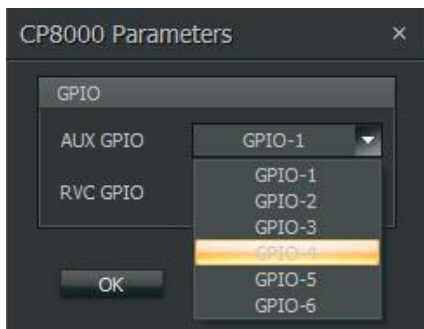 CP8000 Parameters ×
GPIO
AUX GPIO GPIO-1
GPIO-1
RVC GPIO GPIO-2
GPIO-3
GPIO-4
OK GPIO-5
GPIO-6